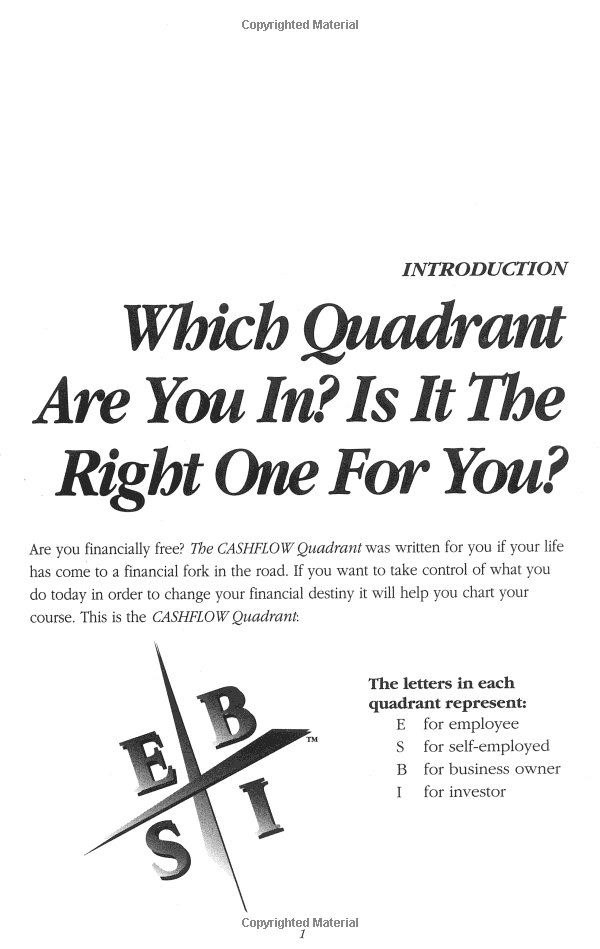 Copyrighted Material
INTRODUCTION
Which Quadrant
Are You In? Is It The
Right One For You?
Are you financially free? The CASHFLOW Quadrant was written for you if your life
has come to a financial fork in the road. If you want to take control of what you
do today in order to change your financial destiny it will help you chart your
course. This is the CASHFLOW Quadrant:
E B
S I
™
The letters in each
quadrant represent:
E for employee
S for self-employed
B for business owner
I for investor
Copyrighted Material
1